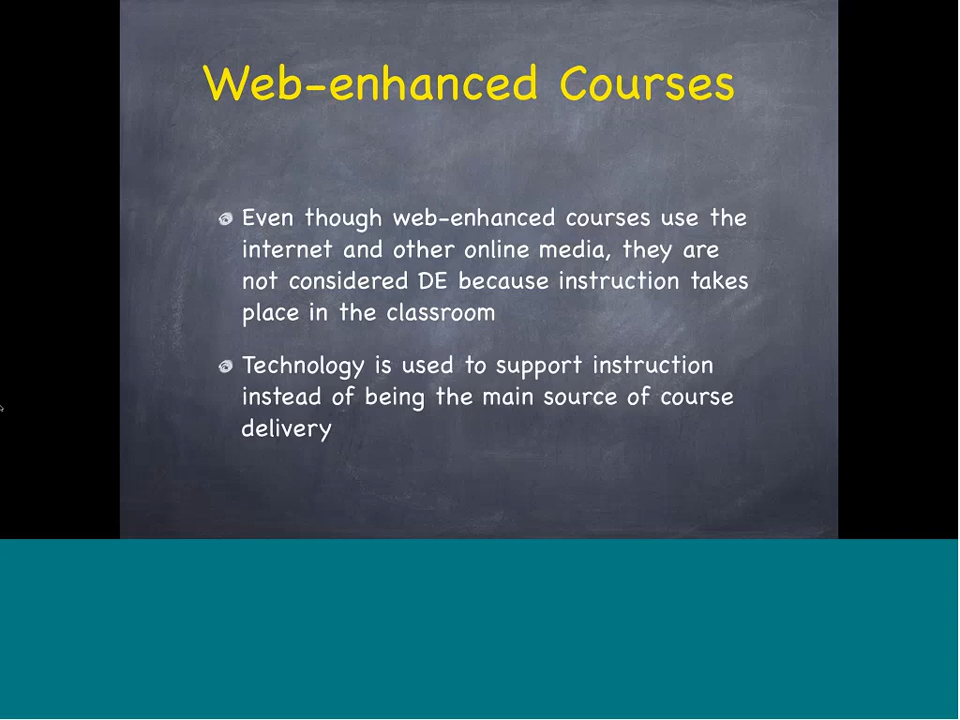 Web-enhanced Courses
Even though web-enhanced courses use the
internet and other online media, they are
not considered DE because instruction takes
place in the classroom
Technology is used to support instruction
instead of being the main source of course
delivery